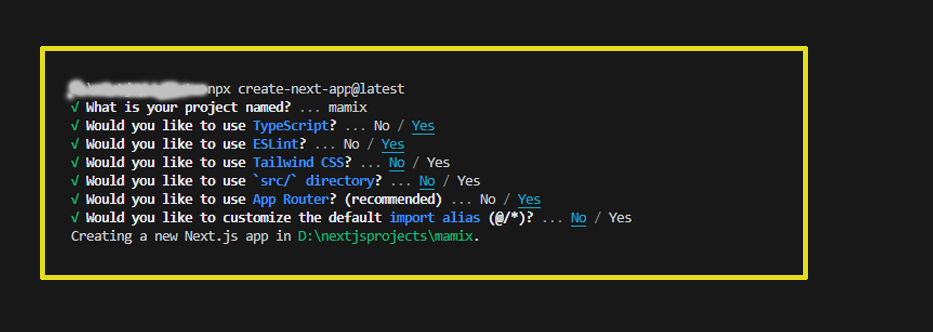 npx create-next-app@latest
√ What is your project named? ... mamix
√ Would you like to use TypeScript? ... No / Yes
√ Would you like to use ESLint? ... No / Yes
√ Would you like to use Tailwind CSS? ... No / Yes
√ Would you like to use `src/` directory? ... No / Yes
√ Would you like to use App Router? (recommended) ... No / Yes
√ Would you like to customize the default import alias (@/*)? ... No / Yes
Creating a new Next.js app in D:\nextjsprojects\mamix.